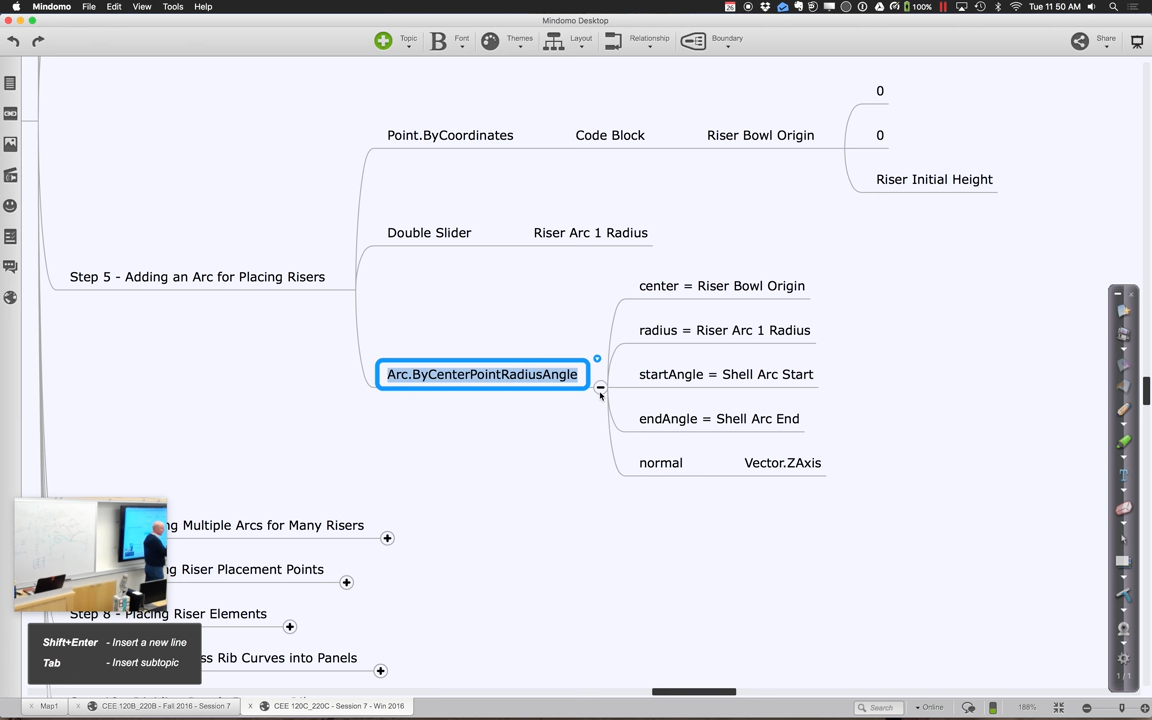 Mindomo File Edit View Tools Help
26
100%
Tue 11 50 AM
Mindomo Desktop
Topic
Font
Themes
Layout
Relationship
Boundary
Share
0
Point.ByCoordinates Code Block Riser Bowl Origin 0
Riser Initial Height
Double Slider Riser Arc 1 Radius
Step 5 - Adding an Arc for Placing Risers
center = Riser Bowl Origin
radius = Riser Arc 1 Radius
Arc.ByCenterPointRadiusAngle startAngle = Shell Arc Start
endAngle = Shell Arc End
normal Vector.ZAxis
ng Multiple Arcs for Many Risers
ng Riser Placement Points
Step 8 - Placing Riser Elements
ss Rib Curves into Panels
Shift+Enter - Insert a new line
Tab - Insert subtopic
1 / 1
Map1
CEE 120B_220B - Fall 2016 - Session 7
CEE 120C_220C - Session 7 - Win 2016
Search
Online
188%